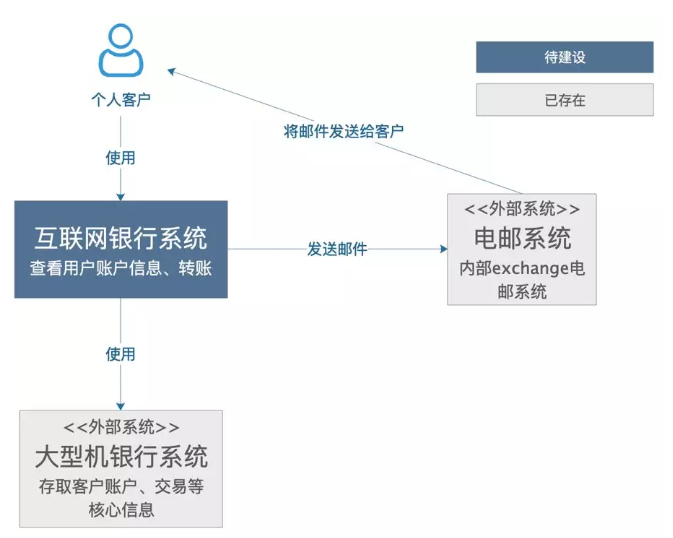 个人客户
待建设
已存在
将邮件发送给客户
使用
互联网银行系统
查看用户账户信息、转账
发送邮件
<<外部系统>>
电邮系统
内部exchange电
邮系统
使用
<<外部系统>>
大型机银行系统
存取客户账户、交易等
核心信息